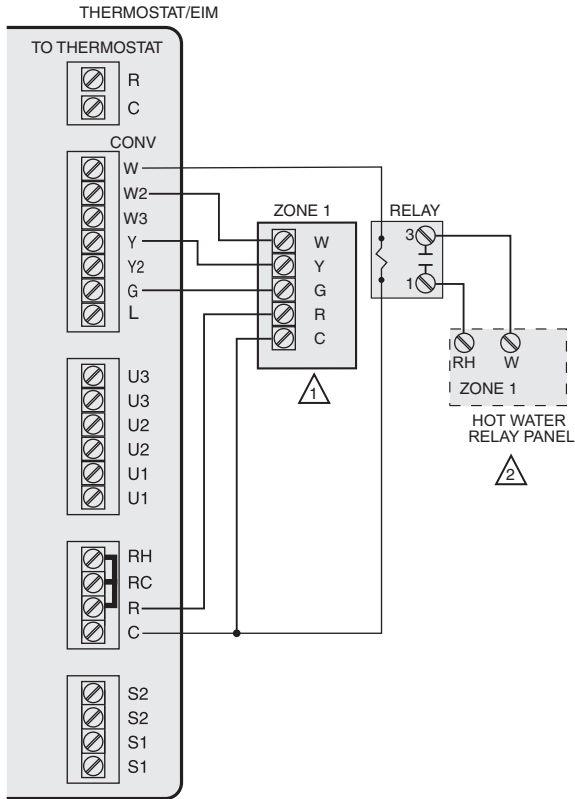 THERMOSTAT/EIM
TO THERMOSTAT
R
C
CONV
W
W2
W3
Y
Y2
G
L
U3
U3
U2
U2
U1
U1
RH
RC
R
C
S2
S2
S1
S1
ZONE 1
W
Y
G
R
C
1
RELAY
3
1
RH W
ZONE 1
HOT WATER
RELAY PANEL
2